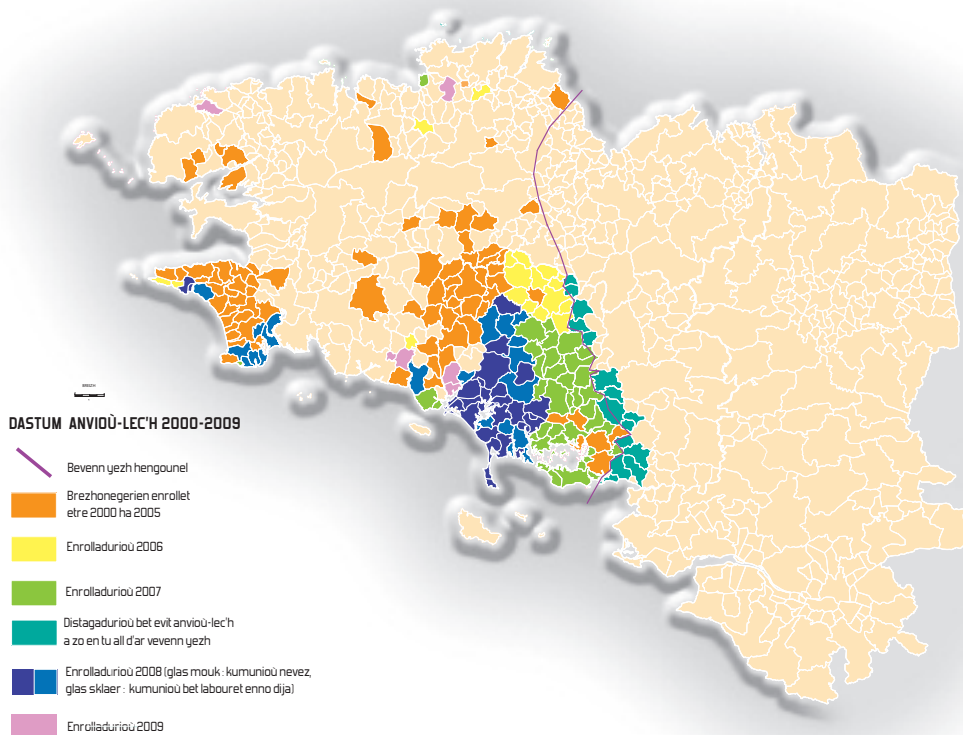 BREIZH
DASTUM ANVIOÙ-LEC'H 2000-2009
Bevenn yezh hengounel
Brezhonegerien enrollet
etre 2000 ha 2005
Enrolladurioù 2006
Enrolladurioù 2007
Distagadurioù bet evit anvioù-lec'h
a zo en tu all d'ar vevenn yezh
Enrolladurioù 2008 (glas mouk : kumunioù nevez,
glas sklaer : kumunioù bet labouret enno dija)
Enrolladurioù 2009